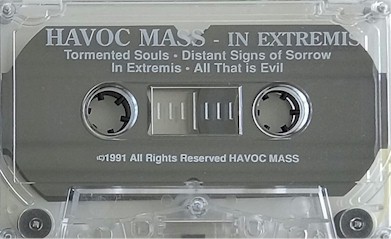 HAVOC MASS - IN EXTREMIS
Tormented Souls • Distant Signs of Sorrow
In Extremis • All That is Evil
©1991 All Rights Reserved HAVOC MASS